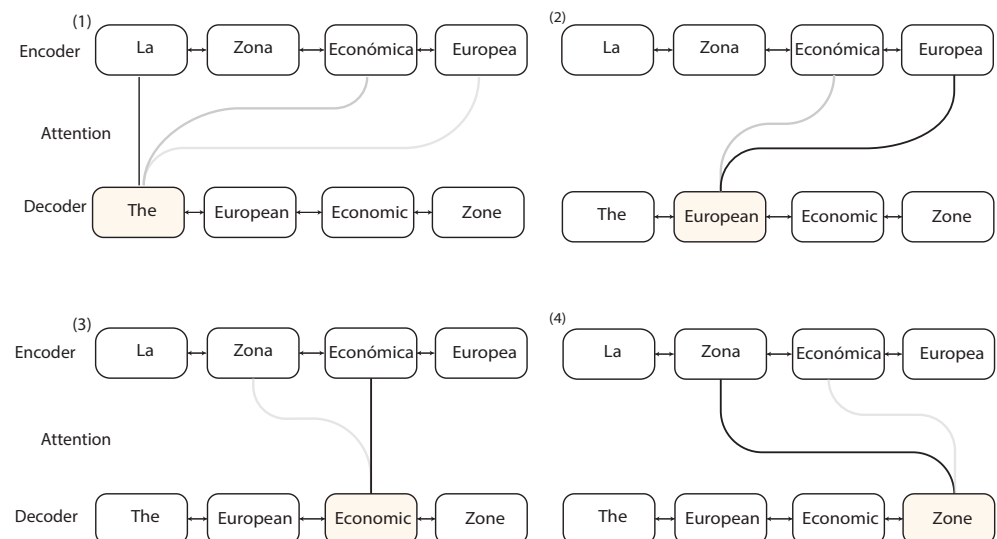 (1)
Encoder La Zona Económica Europea
Attention
Decoder The European Economic Zone
(2)
La Zona Económica Europea
The European Economic Zone
(3)
Encoder La Zona Económica Europea
Attention
Decoder The European Economic Zone
(4)
La Zona Económica Europea
The European Economic Zone